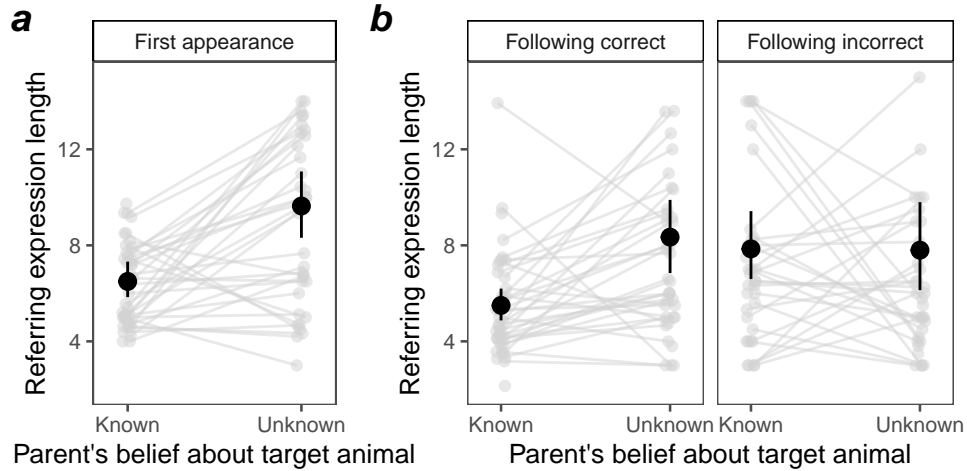 a
First appearance
Referring expression length
12
8
4
Known Unknown
Parent's belief about target animal
b
Following correct
Following incorrect
Referring expression length
12
8
4
Known Unknown Known Unknown
Parent's belief about target animal